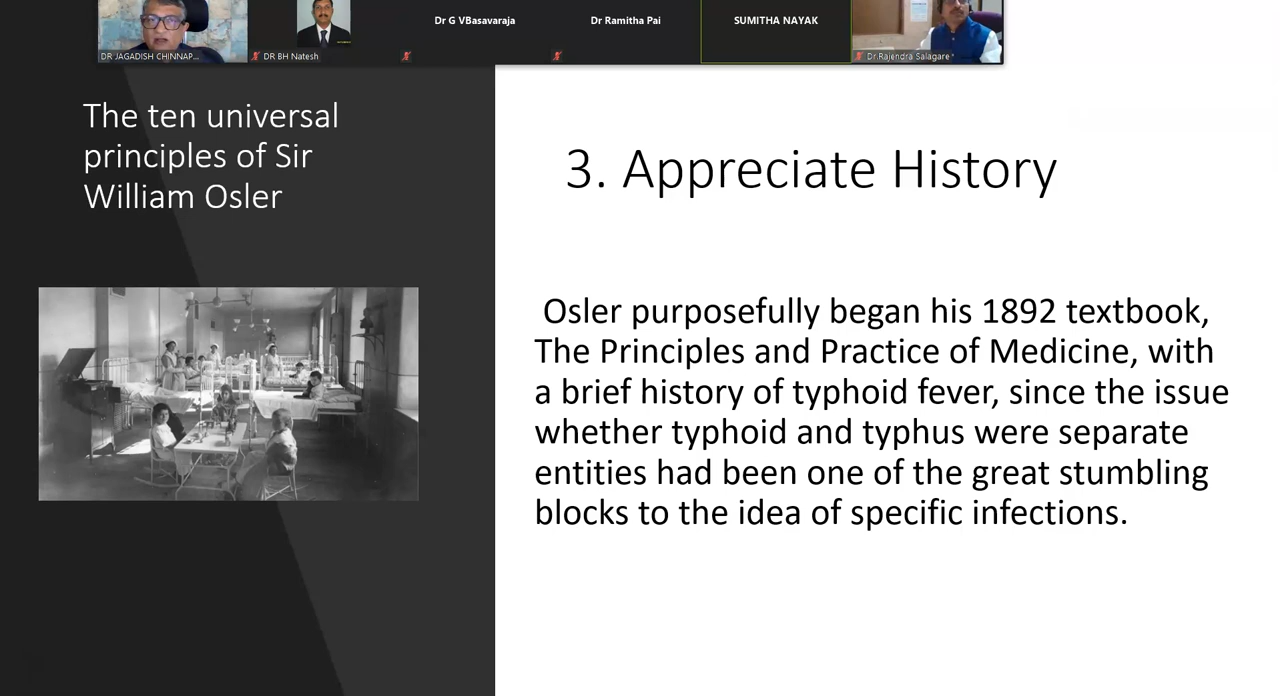 DR JAGADISH CHINNAP...
DR BH Natesh
Dr G VBasavaraja
Dr Ramitha Pai
SUMITHA NAYAK
Dr.Rajendra Salagare
The ten universal
principles of Sir
William Osler
3. Appreciate History
Osler purposefully began his 1892 textbook,
The Principles and Practice of Medicine, with
a brief history of typhoid fever, since the issue
whether typhoid and typhus were separate
entities had been one of the great stumbling
blocks to the idea of specific infections.